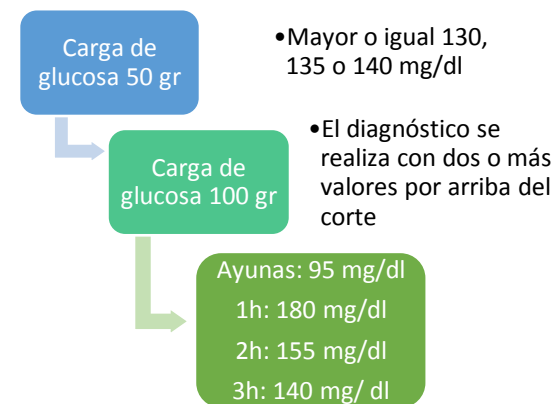 Carga de
glucosa 50 gr
•Mayor o igual 130,
135 o 140 mg/dl
Carga de
glucosa 100 gr
•El diagnóstico se
realiza con dos o más
valores por arriba del
corte
Ayunas: 95 mg/dl
1h: 180 mg/dl
2h: 155 mg/dl
3h: 140 mg/ dl